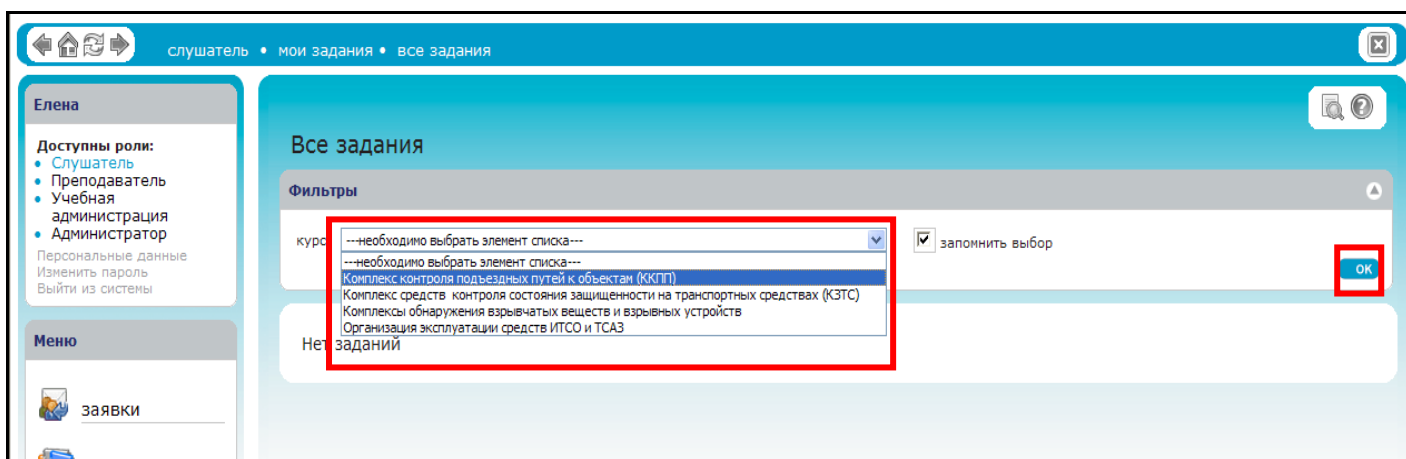 слушатель • мои задания • все задания
Елена
Доступны роли:
• Слушатель
• Преподаватель
• Учебная
администрация
• Администратор
Персональные данные
Изменить пароль
Выйти из системы
Меню
заявки
Все задания
Фильтры
курс
---необходимо выбрать элемент списка---
запомнить выбор
---необходимо выбрать элемент списка---
Комплекс контроля подъездных путей к объектам (ККПП)
Комплекс средств контроля состояния защищенности на транспортных средствах (КЗТС)
Комплексы обнаружения взрывчатых веществ и взрывных устройств
Организация эксплуатации средств ИТСО и ТСАЗ
OK
Нет заданий